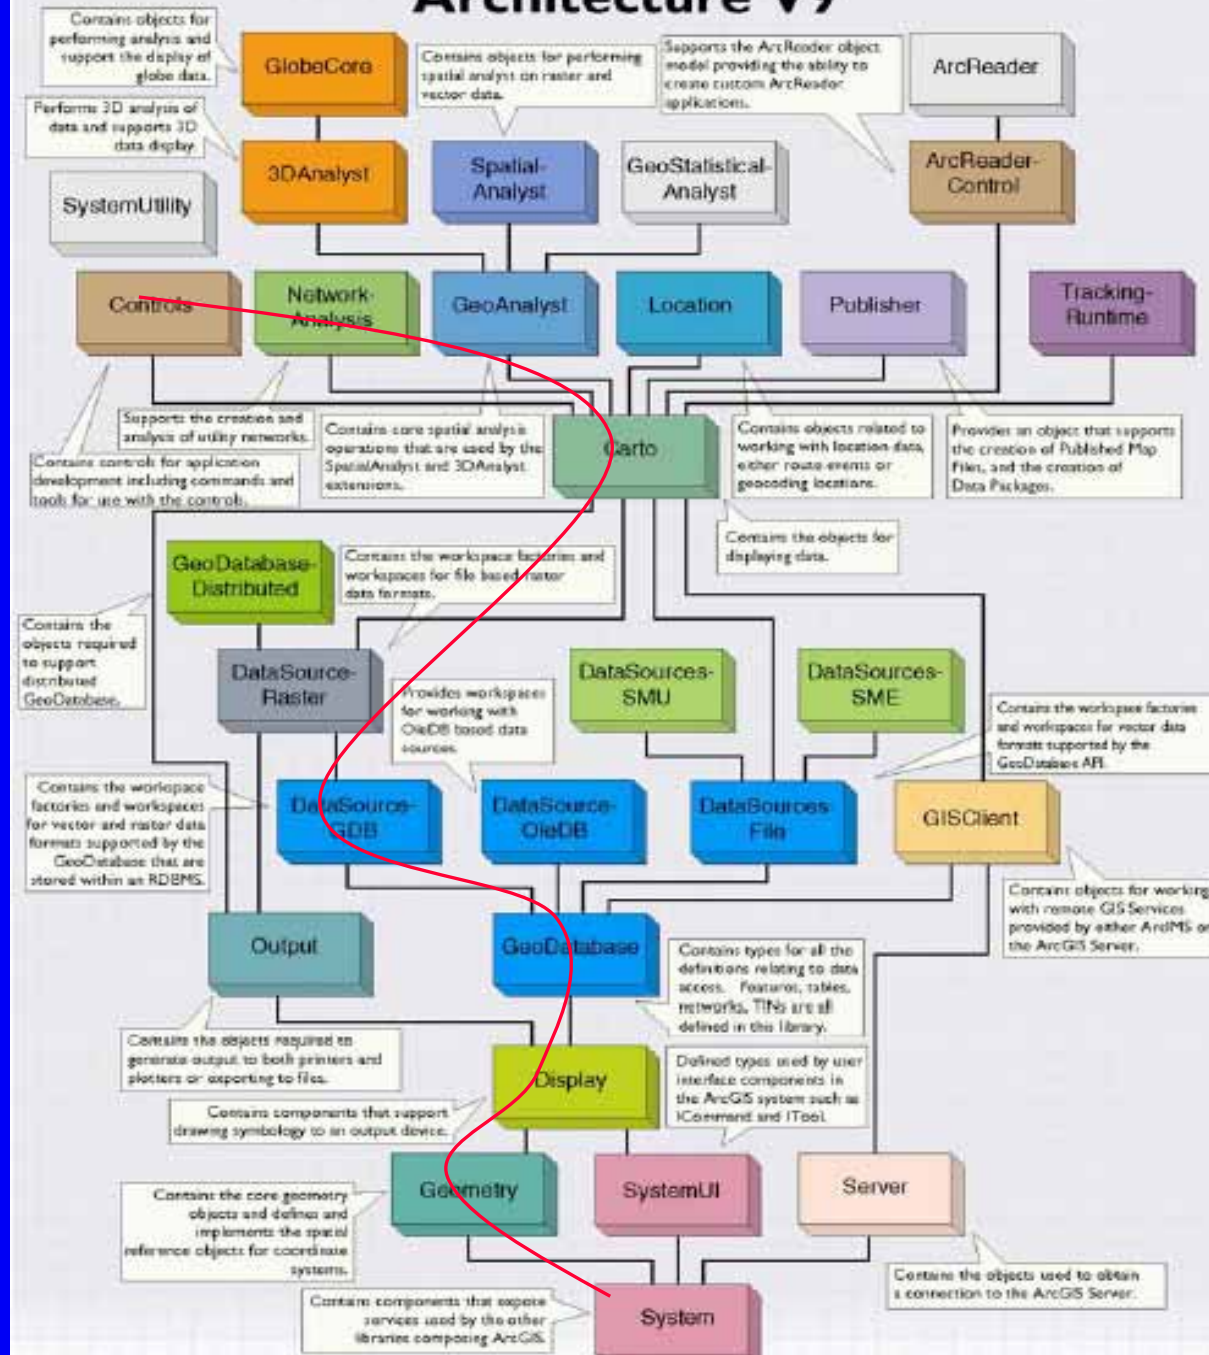 Architecture V9
Contains objects for
performing analysis and
support the display of
globe data.
GlobeCore
Contains objects for performing
spatial analyst on raster and
vector data.
Supports the ArcReader object
model providing the ability to
create custom ArcReader
applications.
ArcReader
Performs 3D analysis of
data and supports 3D
data display.
3DAnalyst
Spatial-
Analyst
GeoStatistical-
Analyst
ArcReader-
Control
SystemUtility
Controls
Network-
Analysis
GeoAnalyst
Location
Publisher
Tracking-
Runtime
Supports the creation and
analysis of utility networks.
Contains controls for application
development including commands and
tools for use with the controls.
Contains core spatial analysis
operations that are used by the
SpatialAnalyst and 3DAnalyst
extensions.
Carto
Contains objects related to
working with location data,
either route events or
geocoding locations.
Provides an object that supports
the creation of Published Map
Files, and the creation of
Data Packages.
Contains the objects for
displaying data.
GeoDatabase-
Distributed
Contains the workspace factories and
workspaces for file based raster
data formats.
Contains the
objects required
to support
distributed
GeoDatabase.
DataSource-
Raster
Provides workspaces
for working with
OleDB based data
sources.
DataSources-
SMU
DataSources-
SME
Contains the workspace factories
and workspaces for vector data
formats supported by the
GeoDatabase API.
Contains the workspace
factories and workspaces
for vector and raster data
formats supported by the
GeoDatabase that are
stored within an RDBMS.
DataSource-
GDB
DataSource-
OleDB
DataSources
File
GISClient
Contains objects for working
with remote GIS Services
provided by either ArcIMS or
the ArcGIS Server.
Output
GeoDatabase
Contains types for all the
definitions relating to data
access. Features, tables,
networks, TINs are all
defined in this library.
Contains the objects required to
generate output to both printers and
plotters or exporting to files.
Display
Defined types used by user
interface components in
the ArcGIS system such as
ICommand and ITool.
Contains components that support
drawing symbology to an output device.
Geometry
SystemUI
Server
Contains the core geometry
objects and defines and
implements the spatial
reference objects for coordinate
systems.
Contains the objects used to obtain
a connection to the ArcGIS Server.
Contains components that expose
services used by the other
libraries composing ArcGIS.
System